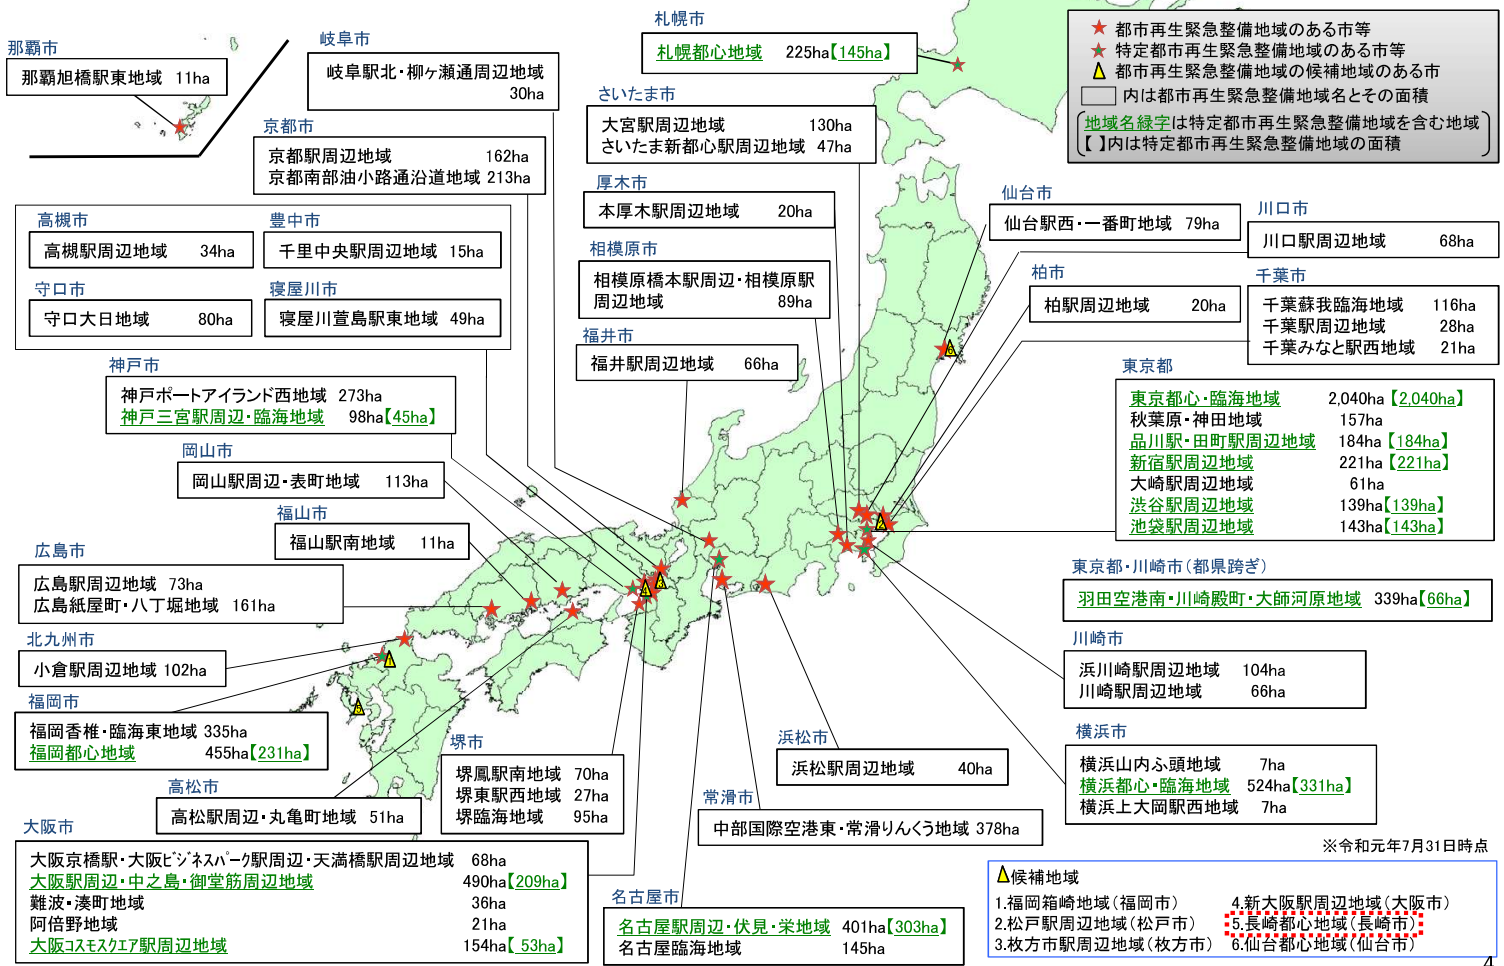 那覇市
那覇旭橋駅東地域 11ha
岐阜市
岐阜駅北・柳ヶ瀬通周辺地域
30ha
京都市
京都駅周辺地域 162ha
京都南部油小路通沿道地域 213ha
高槻市
高槻駅周辺地域 34ha
豊中市
千里中央駅周辺地域 15ha
守口市
守口大日地域 80ha
寝屋川市
寝屋川萱島駅東地域 49ha
神戸市
神戸ポートアイランド西地域 273ha
神戸三宮駅周辺・臨海地域 98ha【45ha】
岡山市
岡山駅周辺・表町地域 113ha
福山市
福山駅南地域 11ha
広島市
広島駅周辺地域 73ha
広島紙屋町・八丁堀地域 161ha
北九州市
小倉駅周辺地域 102ha
福岡市
福岡香椎・臨海東地域 335ha
福岡都心地域 455ha【231ha】
高松市
高松駅周辺・丸亀町地域 51ha
大阪市
大阪京橋駅・大阪ビジネスパーク駅周辺・天満橋駅周辺地域 68ha
大阪駅周辺・中之島・御堂筋周辺地域 490ha【209ha】
難波・湊町地域 36ha
阿倍野地域 21ha
大阪コスモスクエア駅周辺地域 154ha【 53ha】
堺市
堺鳳駅南地域 70ha
堺東駅西地域 27ha
堺臨海地域 95ha
札幌市
札幌都心地域 225ha【145ha】
さいたま市
大宮駅周辺地域 130ha
さいたま新都心駅周辺地域 47ha
厚木市
本厚木駅周辺地域 20ha
相模原市
相模原橋本駅周辺・相模原駅
周辺地域 89ha
福井市
福井駅周辺地域 66ha
★ 都市再生緊急整備地域のある市等
★ 特定都市再生緊急整備地域のある市等
△ 都市再生緊急整備地域の候補地域のある市
内は都市再生緊急整備地域名とその面積
地域名緑字は特定都市再生緊急整備地域を含む地域
【 】内は特定都市再生緊急整備地域の面積
仙台市
仙台駅西・一番町地域 79ha
川口市
川口駅周辺地域 68ha
柏市
柏駅周辺地域 20ha
千葉市
千葉蘇我臨海地域 116ha
千葉駅周辺地域 28ha
千葉みなと駅西地域 21ha
東京都
東京都心・臨海地域 2,040ha【2,040ha】
秋葉原・神田地域 157ha
品川駅・田町駅周辺地域 184ha【184ha】
新宿駅周辺地域 221ha【221ha】
大崎駅周辺地域 61ha
渋谷駅周辺地域 139ha【139ha】
池袋駅周辺地域 143ha【143ha】
東京都・川崎市(都県跨ぎ)
羽田空港南・川崎殿町・大師河原地域 339ha【66ha】
川崎市
浜川崎駅周辺地域 104ha
川崎駅周辺地域 66ha
横浜市
横浜山内ふ頭地域 7ha
横浜都心・臨海地域 524ha【331ha】
横浜上大岡駅西地域 7ha
浜松市
浜松駅周辺地域 40ha
常滑市
中部国際空港東・常滑りんくう地域 378ha
名古屋市
名古屋駅周辺・伏見・栄地域 401ha【303ha】
名古屋臨海地域 145ha
6
2
3
4
1
5
※令和元年7月31日時点
△候補地域
1.福岡箱崎地域(福岡市) 4.新大阪駅周辺地域(大阪市)
2.松戸駅周辺地域(松戸市) 5.長崎都心地域(長崎市)
3.枚方市駅周辺地域(枚方市) 6.仙台都心地域(仙台市)
4